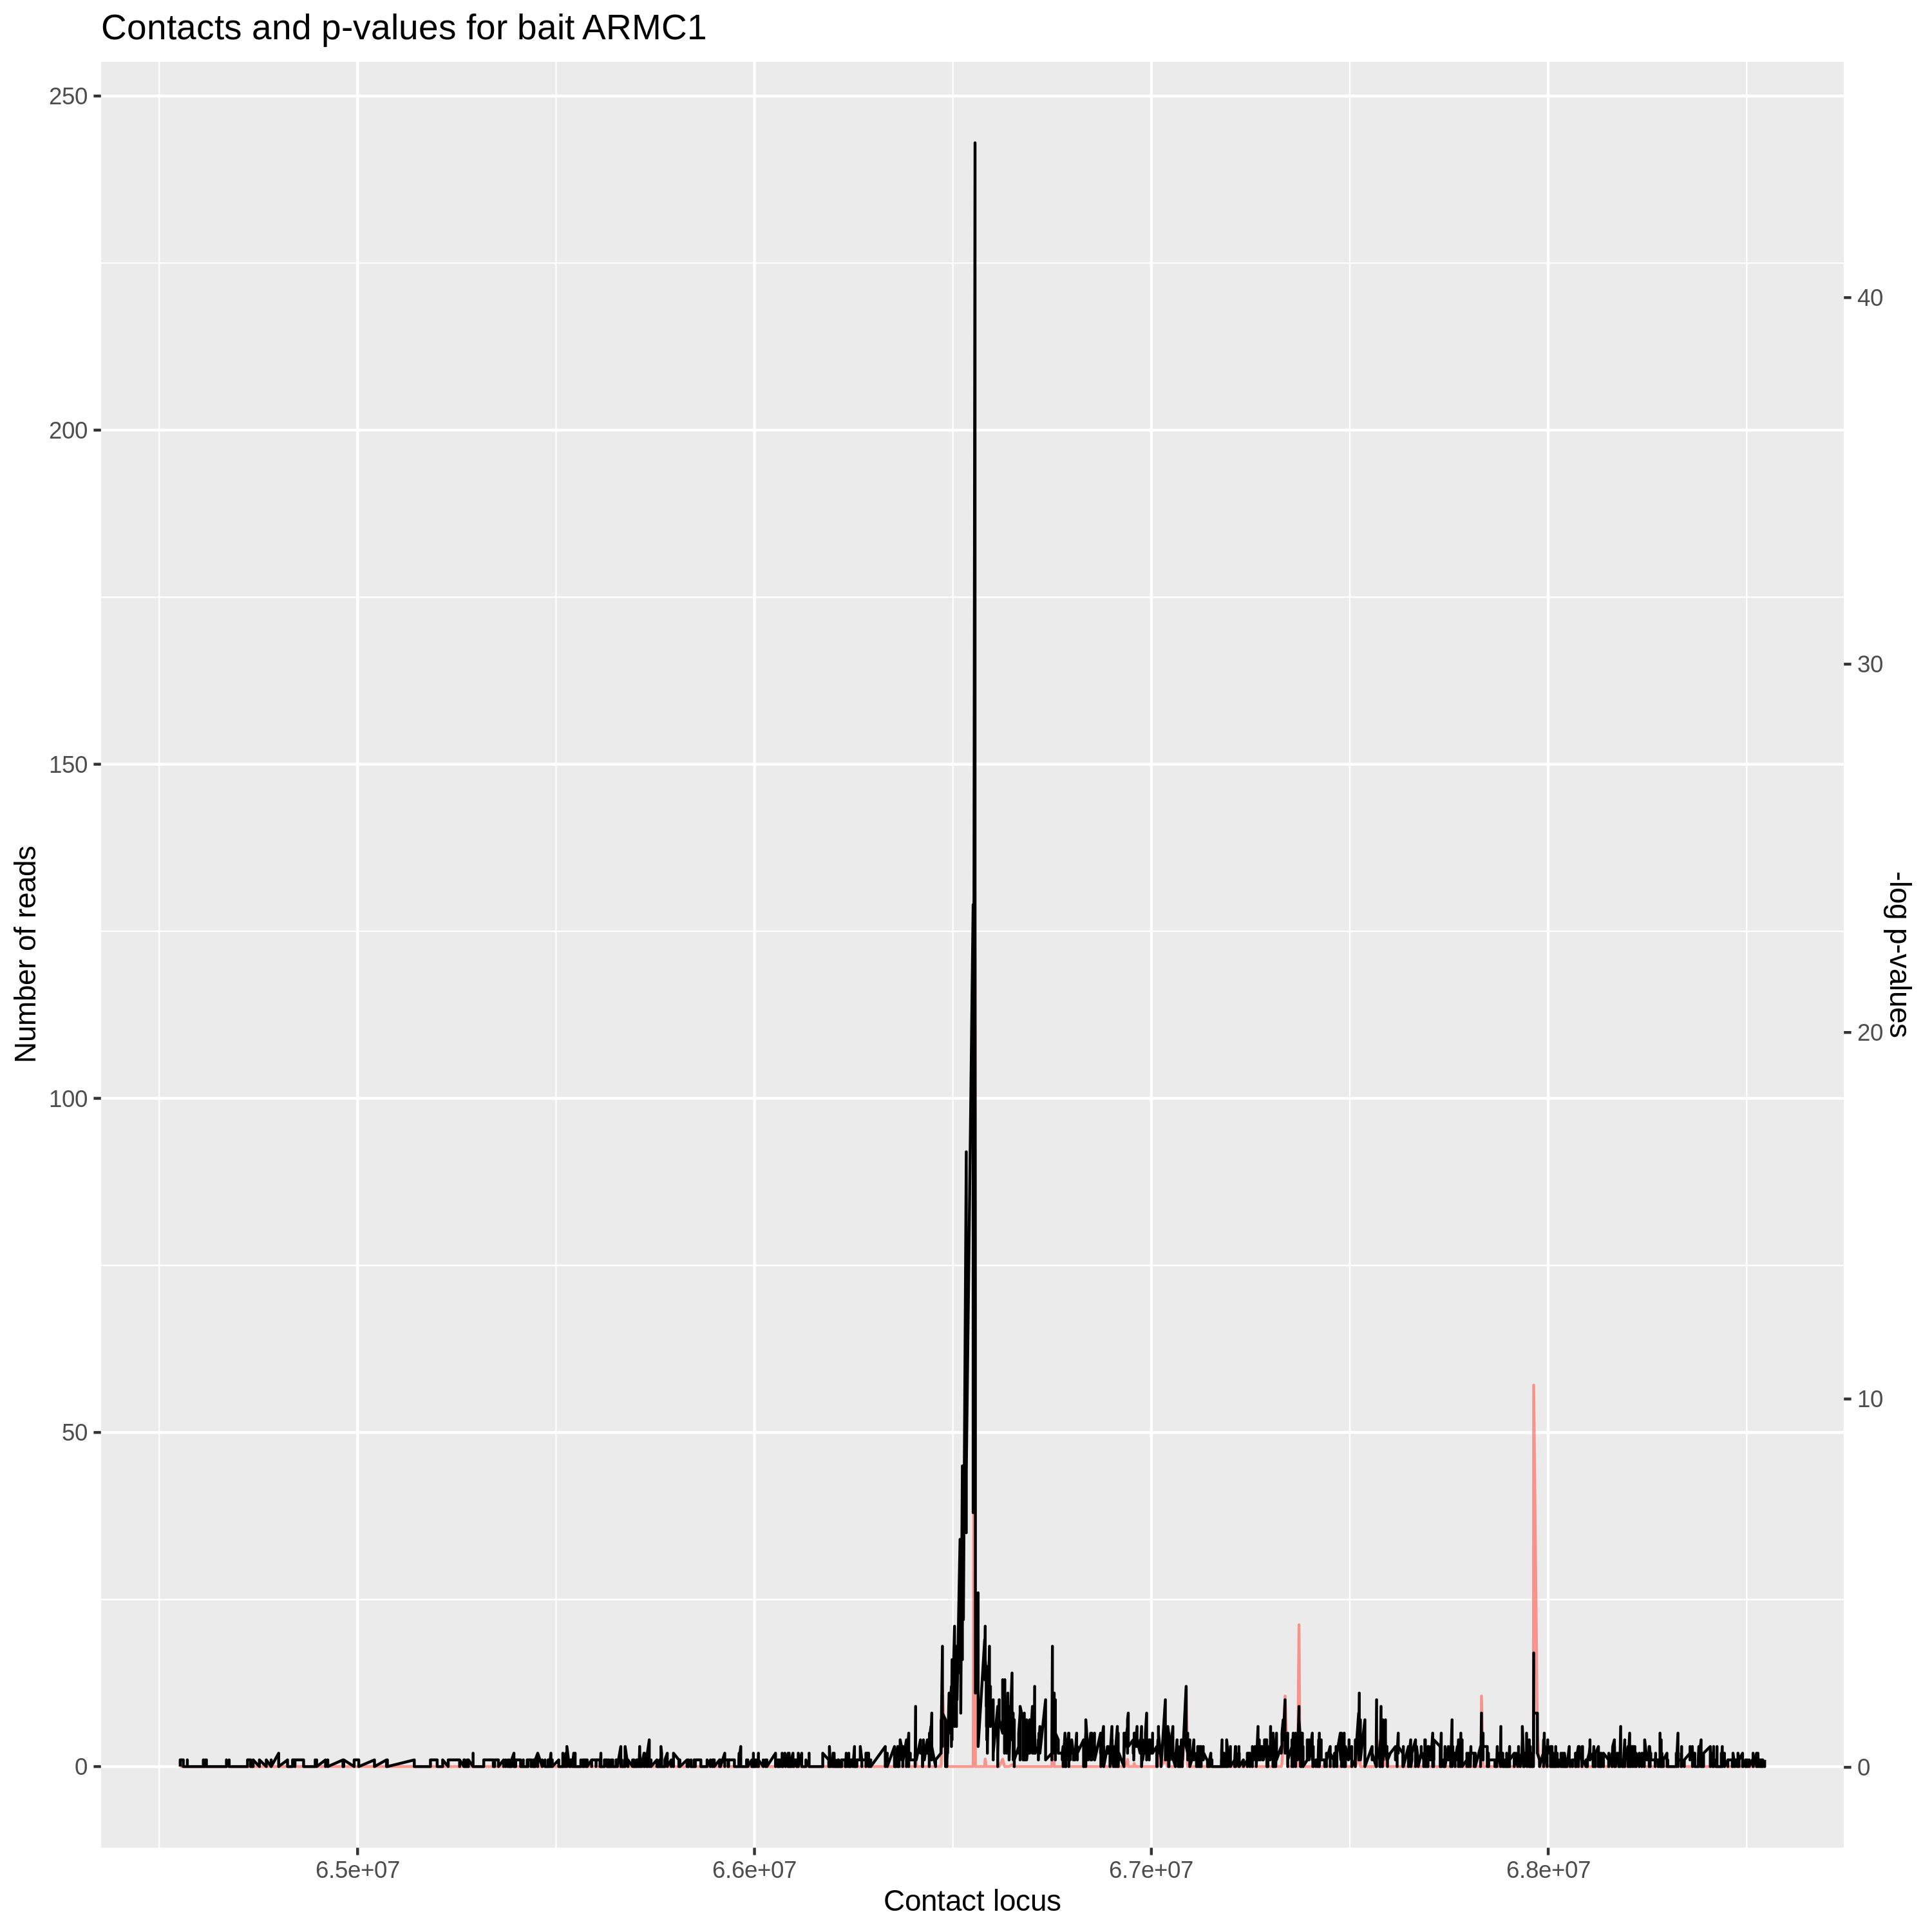 Contacts and p-values for bait ARMC1
250
200
150
100
50
0
Number of reads
40
30
20
10
0
-log p-values
6.5e+07
6.6e+07
6.7e+07
6.8e+07
Contact locus